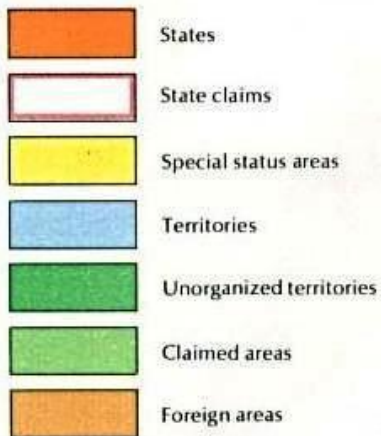 States
State claims
Special status areas
Territories
Unorganized territories
Claimed areas
Foreign areas